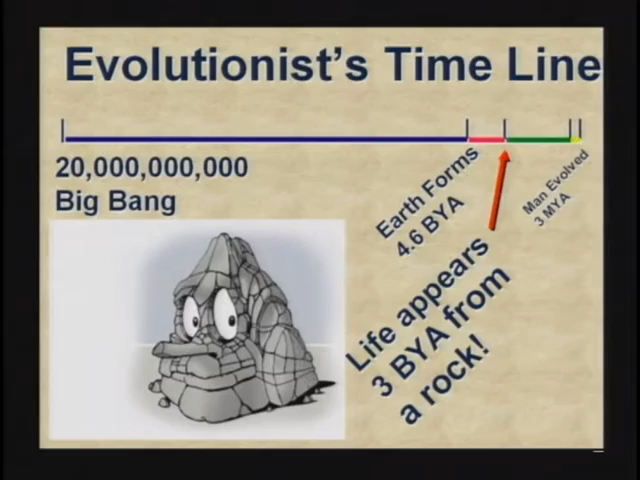 Evolutionist's Time Line
20,000,000,000
Big Bang
Earth Forms
4.6 BYA
Life appears
3 BYA from
a rock!
Man Evolved
3 MYA